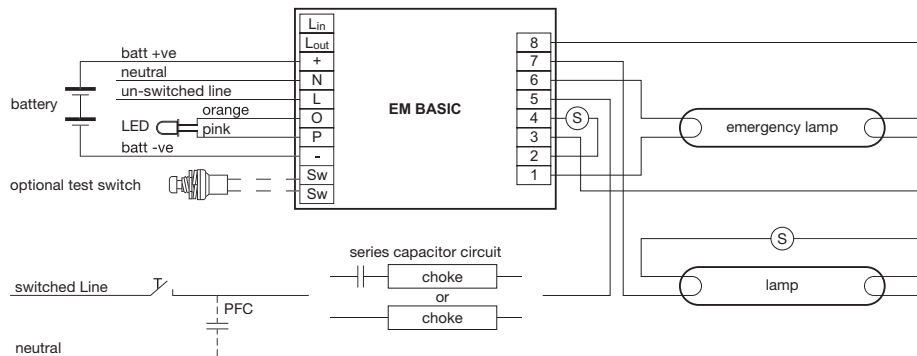 Lin
Lout
batt +ve
+
neutral
N
un-switched line
L
orange
O
pink
P
battery
LED
batt -ve
-
optional test switch
Sw
Sw
EM BASIC
8
7
6
5
4
S
3
2
1
emergency lamp
S
lamp
series capacitor circuit
choke
or
choke
switched Line
PFC
neutral